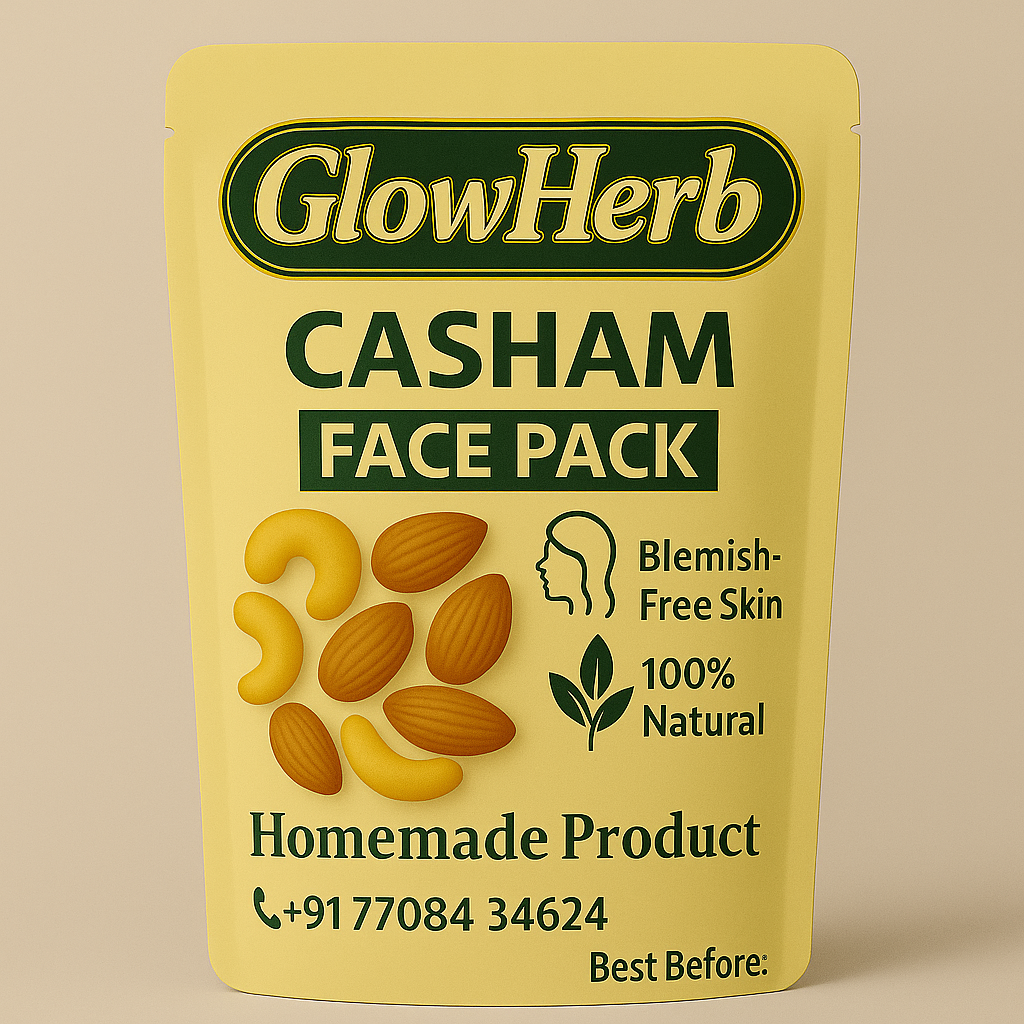 GlowHerb
CASHAM
FACE PACK
Blemish-
Free Skin
100%
Natural
Homemade Product
+91 77084 34624
Best Before: